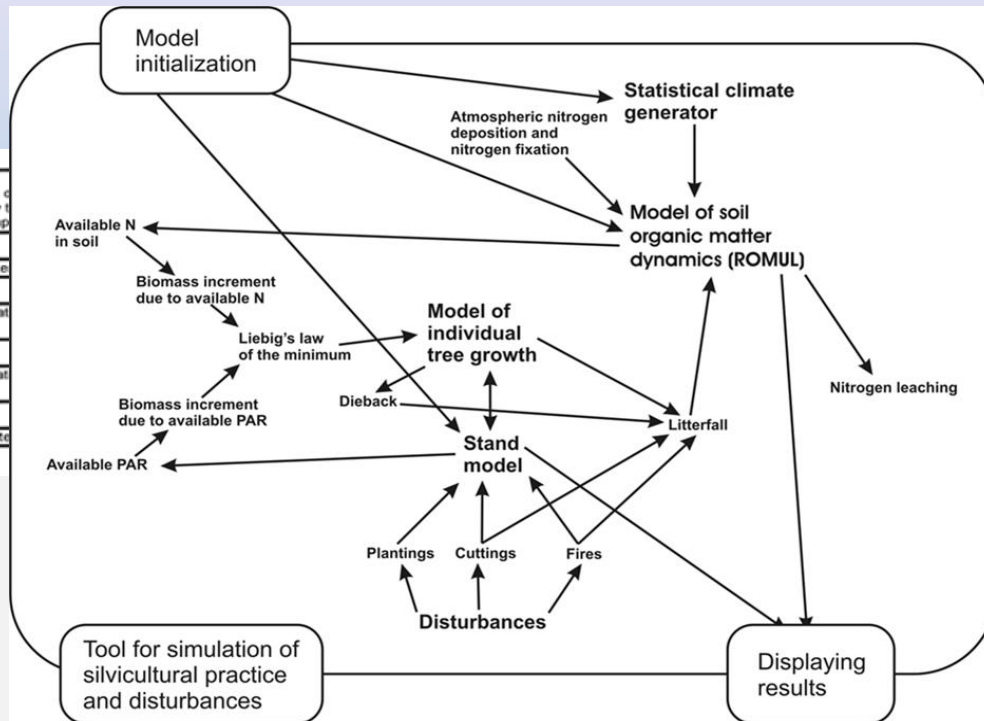 Model
initialization
Statistical climate
generator
Atmospheric nitrogen
deposition and
nitrogen fixation
Model of soil
organic matter
dynamics (ROMUL)
Available N
in soil
Biomass increment
due to available N
Model of
individual
tree growth
Liebig's law
of the minimum
Nitrogen leaching
Dieback
Biomass increment
due to available PAR
Litterfall
Stand
model
Available PAR
Plantings
Cuttings
Fires
Disturbances
Tool for simulation of
silvicultural practice
and disturbances
Displaying
results